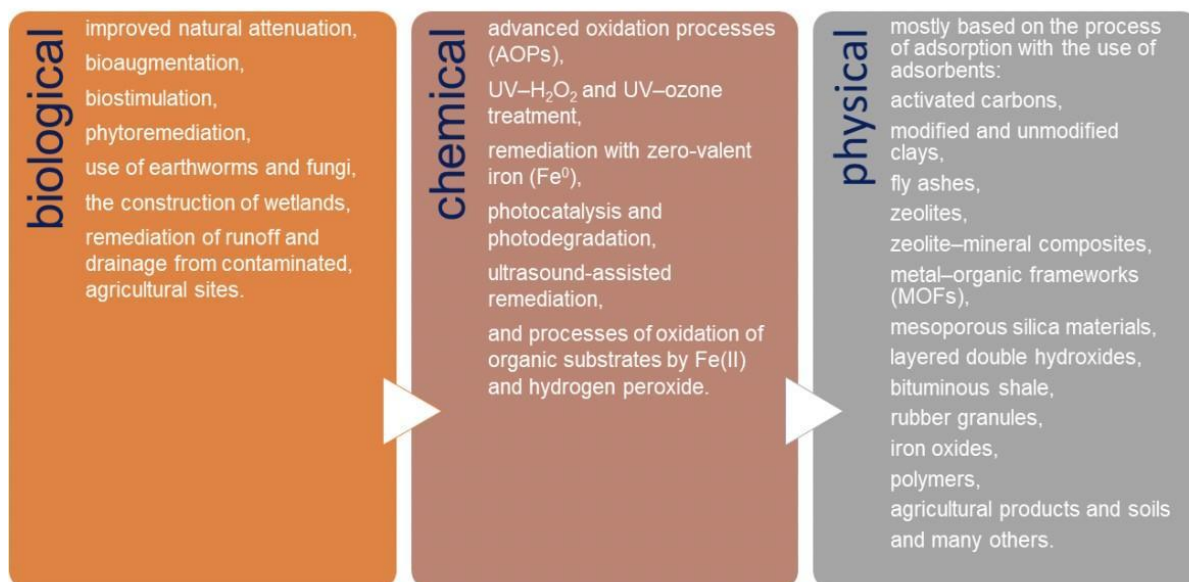 biological
improved natural attenuation,
bioaugmentation,
biostimulation,
phytoremediation,
use of earthworms and fungi,
the construction of wetlands,
remediation of runoff and
drainage from contaminated,
agricultural sites.
chemical
advanced oxidation processes
(AOPs),
UV–H₂O₂ and UV–ozone
treatment,
remediation with zero-valent
iron (Fe⁰),
photocatalysis and
photodegradation,
ultrasound-assisted
remediation,
and processes of oxidation of
organic substrates by Fe(II)
and hydrogen peroxide.
physical
mostly based on the process
of adsorption with the use of
adsorbents:
activated carbons,
modified and unmodified
clays,
fly ashes,
zeolites,
zeolite–mineral composites,
metal–organic frameworks
(MOFs),
mesoporous silica materials,
layered double hydroxides,
bituminous shale,
rubber granules,
iron oxides,
polymers,
agricultural products and soils
and many others.